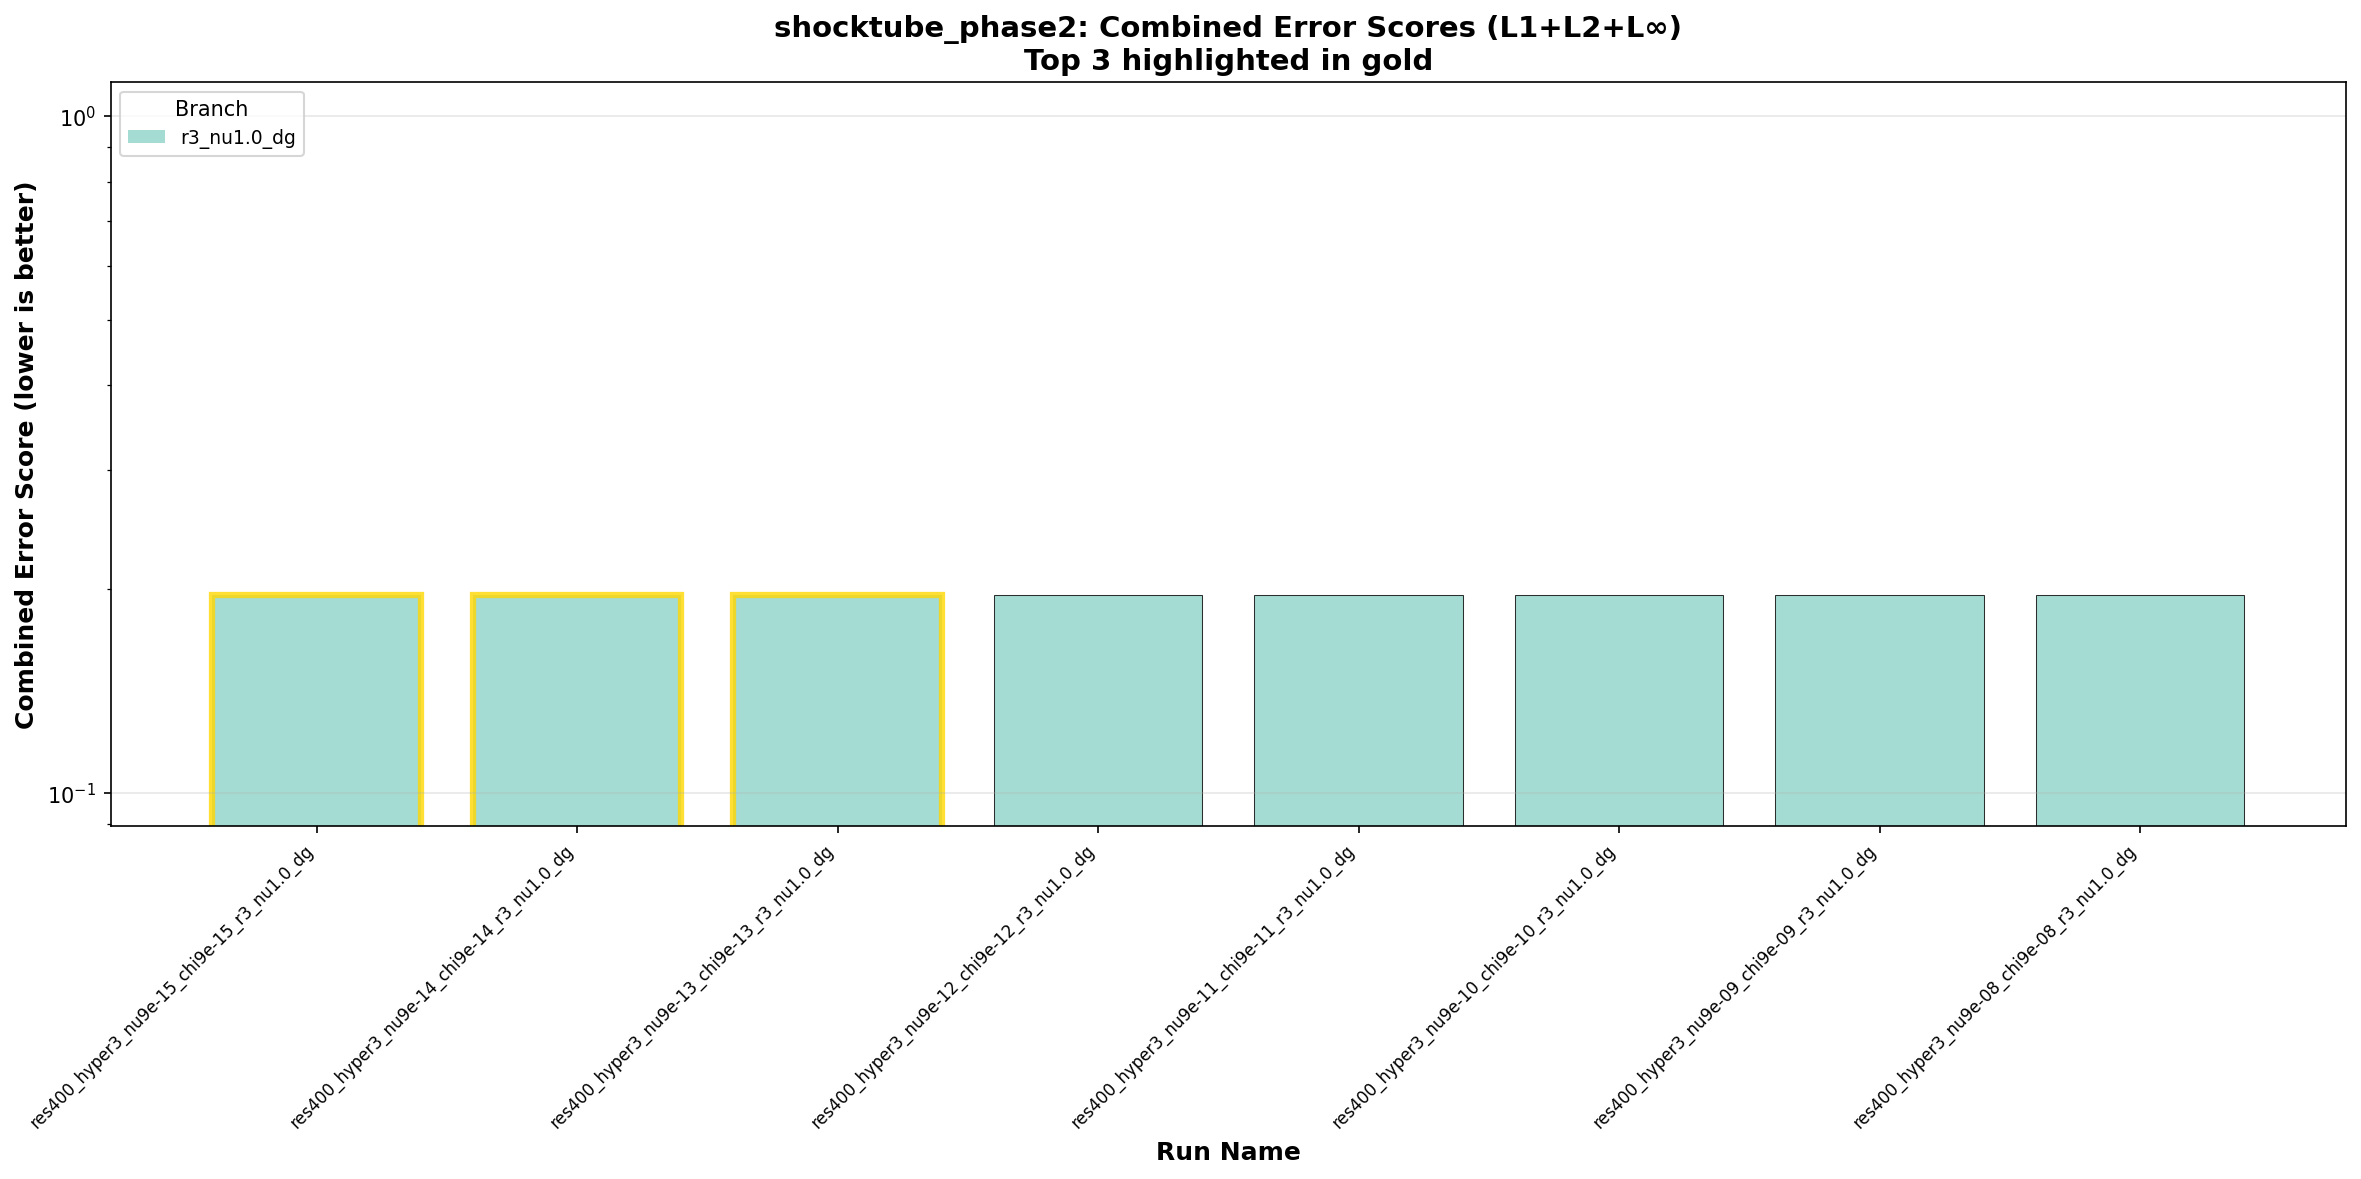 shocktube_phase2: Combined Error Scores (L1+L2+L∞)
Top 3 highlighted in gold
Branch
r3_nu1.0_dg
Combined Error Score (lower is better)
10⁰
10⁻¹
res400_hyper3_nu9e-15_chi9e-15_r3_nu1.0_dg
res400_hyper3_nu9e-14_chi9e-14_r3_nu1.0_dg
res400_hyper3_nu9e-13_chi9e-13_r3_nu1.0_dg
res400_hyper3_nu9e-12_chi9e-12_r3_nu1.0_dg
res400_hyper3_nu9e-11_chi9e-11_r3_nu1.0_dg
res400_hyper3_nu9e-10_chi9e-10_r3_nu1.0_dg
res400_hyper3_nu9e-09_chi9e-09_r3_nu1.0_dg
res400_hyper3_nu9e-08_chi9e-08_r3_nu1.0_dg
Run Name